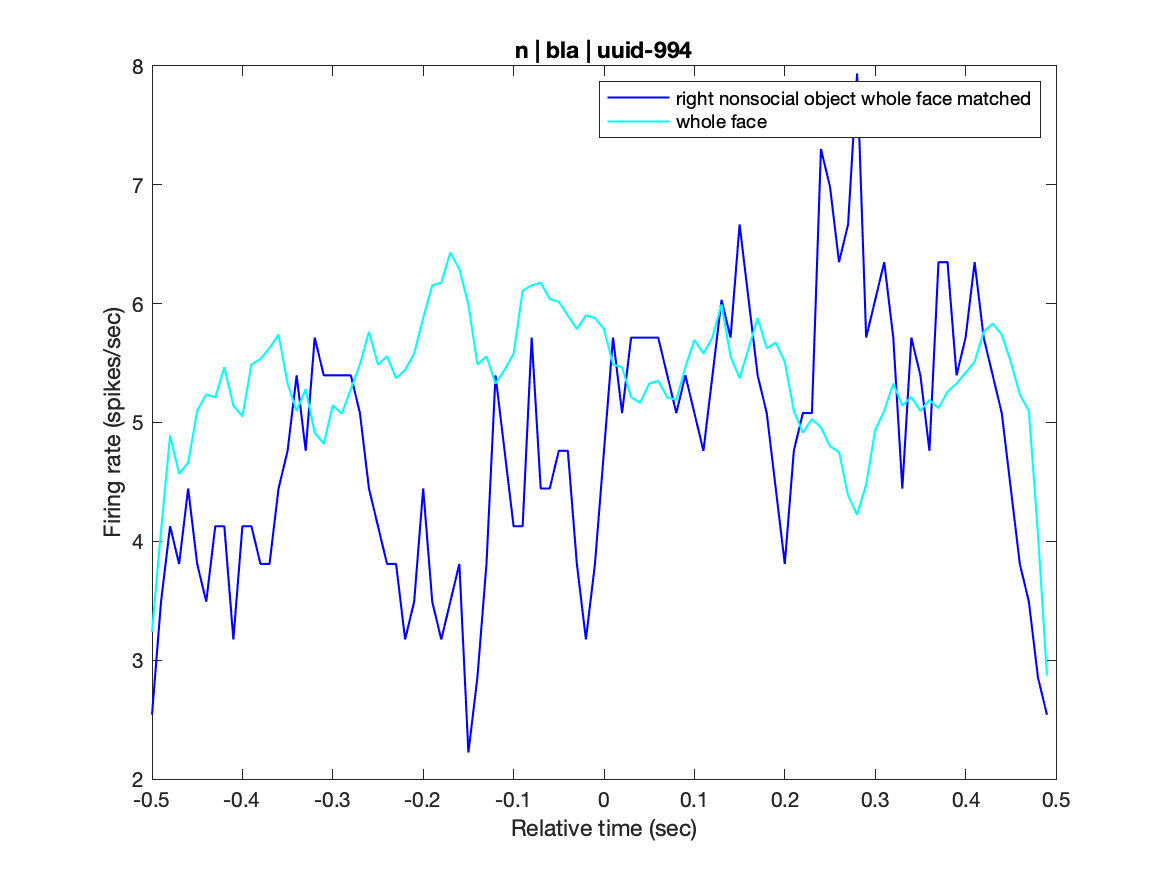 n | bla | uuid-994
8
right nonsocial object whole face matched
whole face
7
6
5
4
3
2
Firing rate (spikes/sec)
-0.5 -0.4 -0.3 -0.2 -0.1 0 0.1 0.2 0.3 0.4 0.5
Relative time (sec)